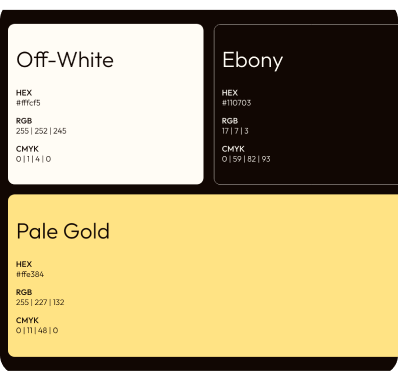 Off-White
HEX
#fffcf5
RGB
255 | 252 | 245
CMYK
0 | 1 | 4 | 0
Ebony
HEX
#110703
RGB
17 | 7 | 3
CMYK
0 | 59 | 82 | 93
Pale Gold
HEX
#ffe384
RGB
255 | 227 | 132
CMYK
0 | 11 | 48 | 0